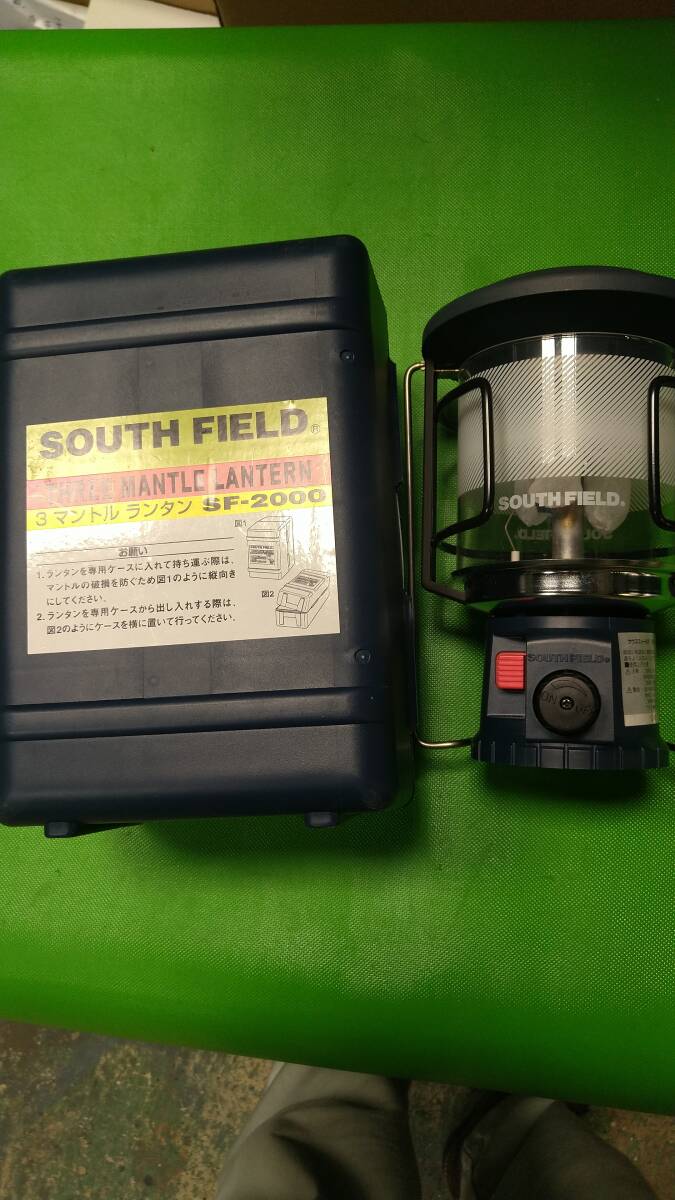 SOUTH FIELD®
THREE MANTLE LANTERN
3 マントル ランタン SF-2000
お願い
図1
1. ランタンを専用ケースに入れて持ち運ぶ際は、
マントルの破損を防ぐため図1のように縦向き
にしてください。
図2
2. ランタンを専用ケースから出し入れする際は、
図2のようにケースを横に置いて行ってください。
SOUTH FIELD®
SOUTH FIELD®
ON OFF